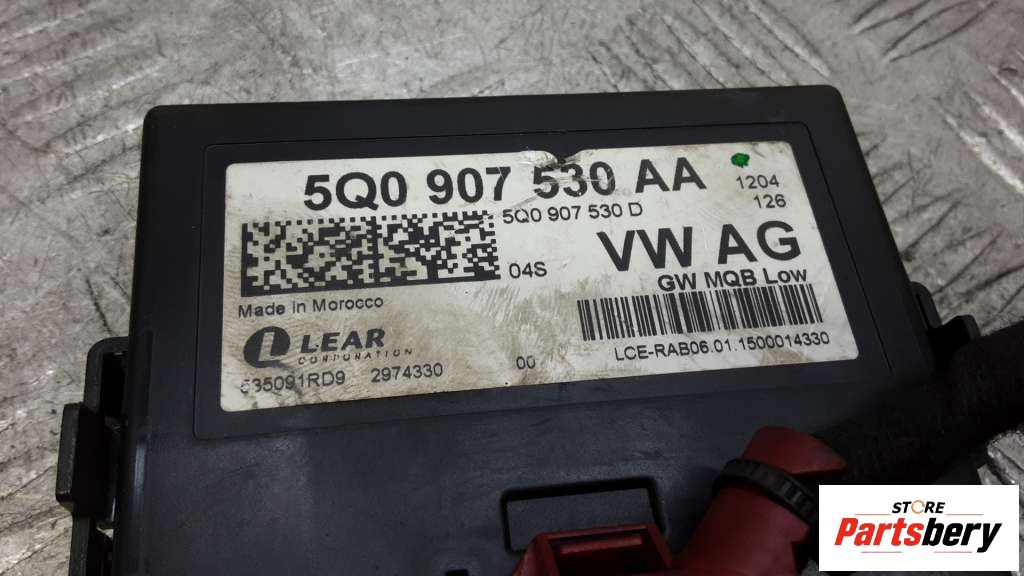 5Q0 907 530 AA
1204
126
5Q0 907 530 D
VW AG
04S
GW MQB Low
Made in Morocco
LEAR
CORPORATION
LCE-RAB06.01.1500014330
635091RD9 2974330 00
STORE
Partsbery